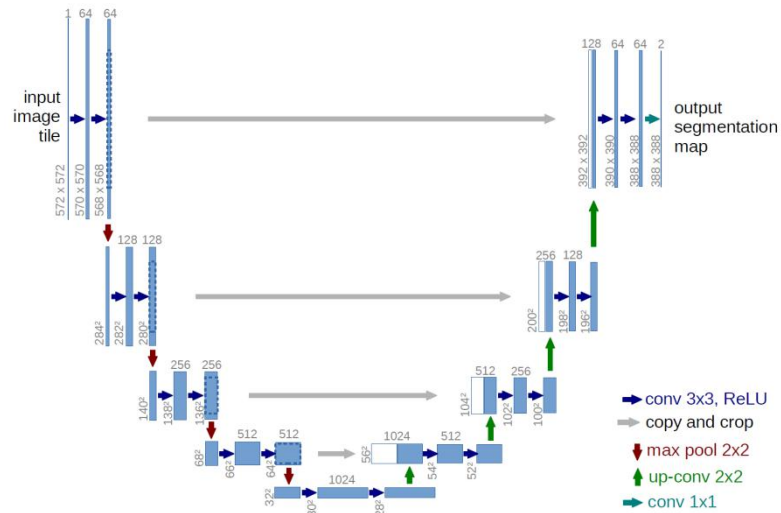 1 64 64
128 64 64 2
input
image
tile
output
segmentation
map
572 x 572
570 x 570
568 x 568
392 x 392
390 x 390
388 x 388
388 x 388
128 128
256 128
284²
282²
280²
200²
198²
196²
256 256
512 256
140²
138²
136²
104²
102²
100²
512 512
1024 512
68²
66²
64²
56²
54²
52²
1024
32²
30²
28²
conv 3x3, ReLU
copy and crop
max pool 2x2
up-conv 2x2
conv 1x1